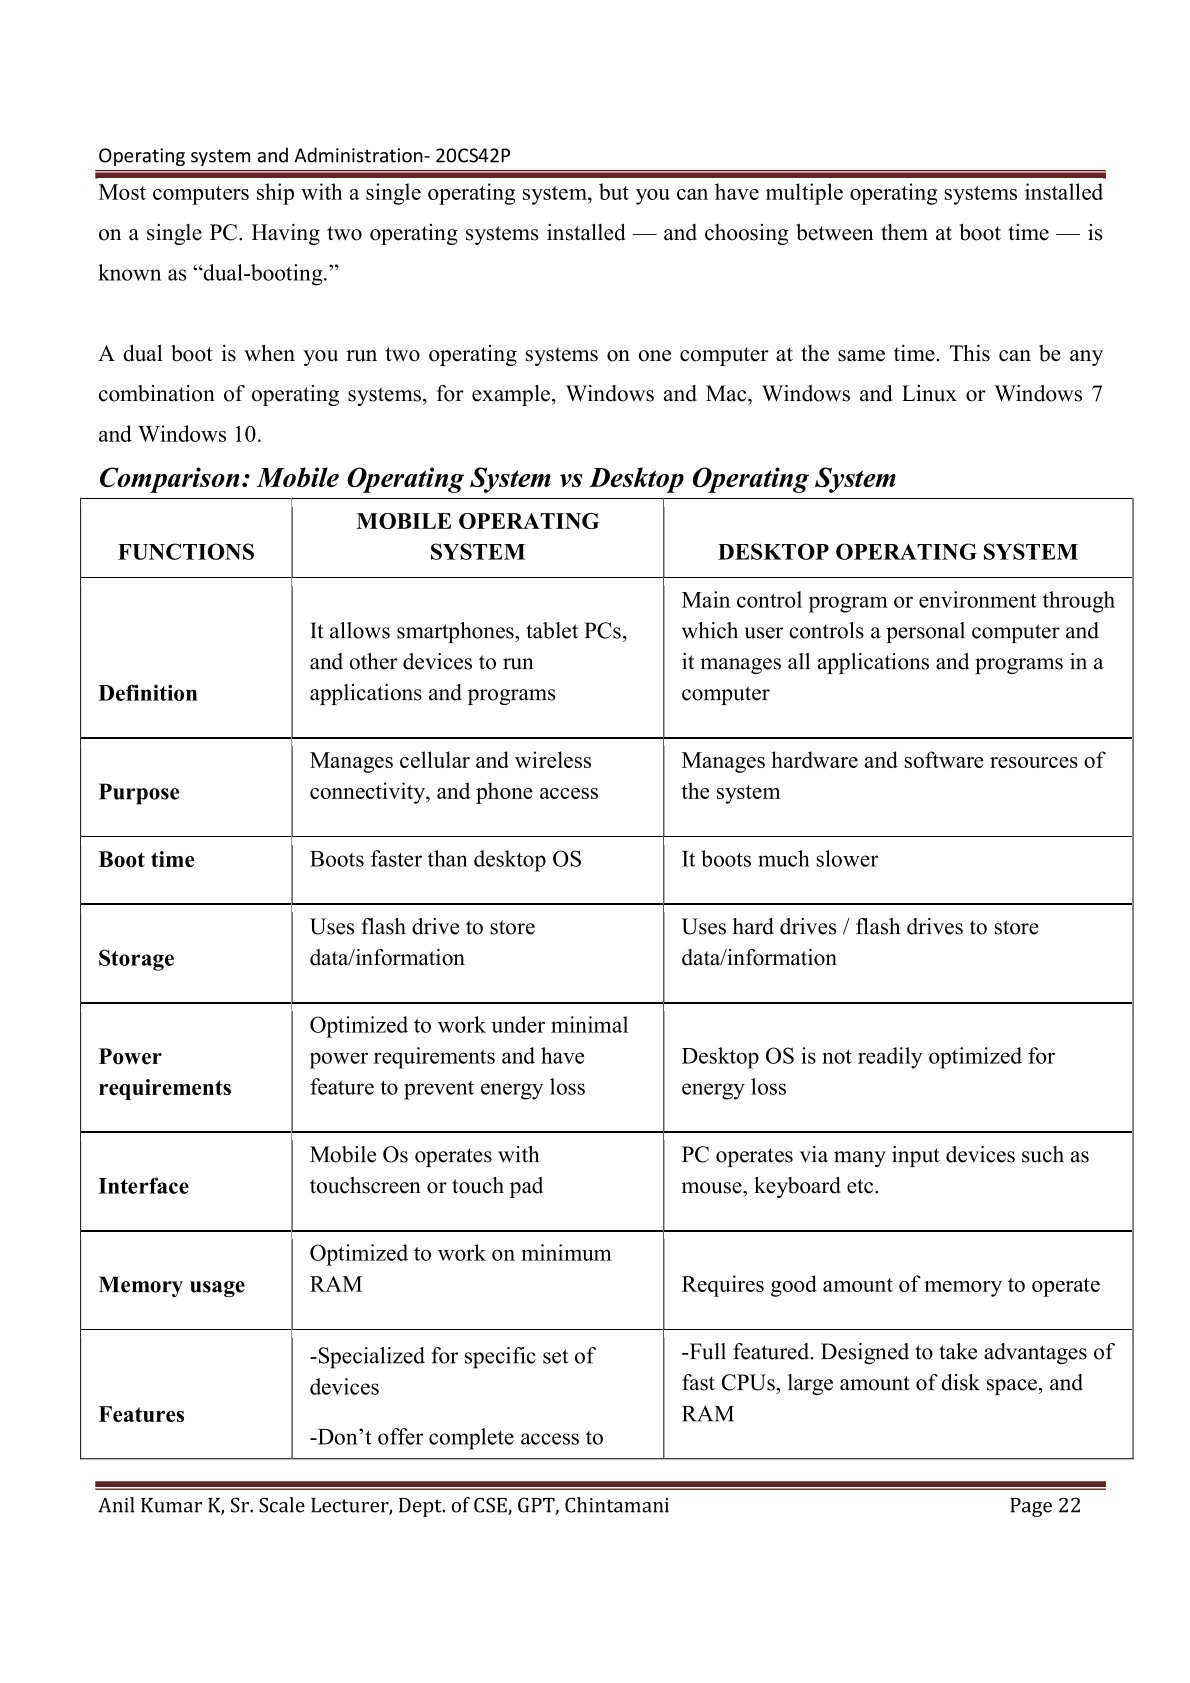 Operating system and Administration- 20CS42P
Most computers ship with a single operating system, but you can have multiple operating systems installed
on a single PC. Having two operating systems installed — and choosing between them at boot time — is
known as “dual-booting.”
A dual boot is when you run two operating systems on one computer at the same time. This can be any
combination of operating systems, for example, Windows and Mac, Windows and Linux or Windows 7
and Windows 10.
Comparison: Mobile Operating System vs Desktop Operating System
FUNCTIONS
MOBILE OPERATING
SYSTEM
DESKTOP OPERATING SYSTEM
Definition
It allows smartphones, tablet PCs,
and other devices to run
applications and programs
Main control program or environment through
which user controls a personal computer and
it manages all applications and programs in a
computer
Purpose
Manages cellular and wireless
connectivity, and phone access
Manages hardware and software resources of
the system
Boot time
Boots faster than desktop OS
It boots much slower
Storage
Uses flash drive to store
data/information
Uses hard drives / flash drives to store
data/information
Power
requirements
Optimized to work under minimal
power requirements and have
feature to prevent energy loss
Desktop OS is not readily optimized for
energy loss
Interface
Mobile Os operates with
touchscreen or touch pad
PC operates via many input devices such as
mouse, keyboard etc.
Memory usage
Optimized to work on minimum
RAM
Requires good amount of memory to operate
Features
-Specialized for specific set of
devices
-Don’t offer complete access to
-Full featured. Designed to take advantages of
fast CPUs, large amount of disk space, and
RAM
Anil Kumar K, Sr. Scale Lecturer, Dept. of CSE, GPT, Chintamani
Page 22